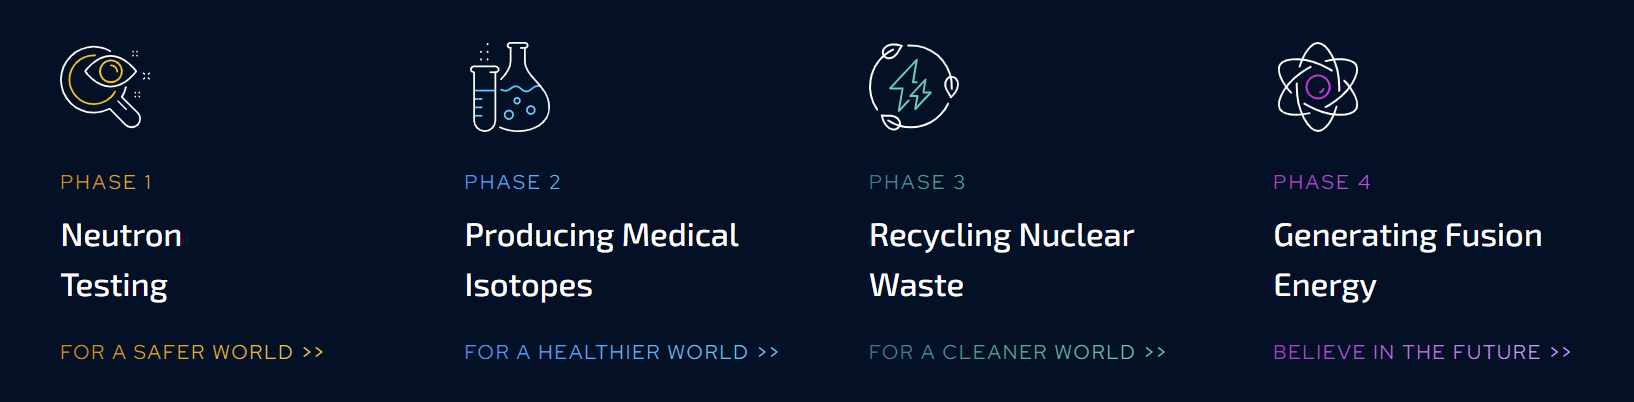 PHASE 1
Neutron
Testing
FOR A SAFER WORLD >>
PHASE 2
Producing Medical
Isotopes
FOR A HEALTHIER WORLD >>
PHASE 3
Recycling Nuclear
Waste
FOR A CLEANER WORLD >>
PHASE 4
Generating Fusion
Energy
BELIEVE IN THE FUTURE >>